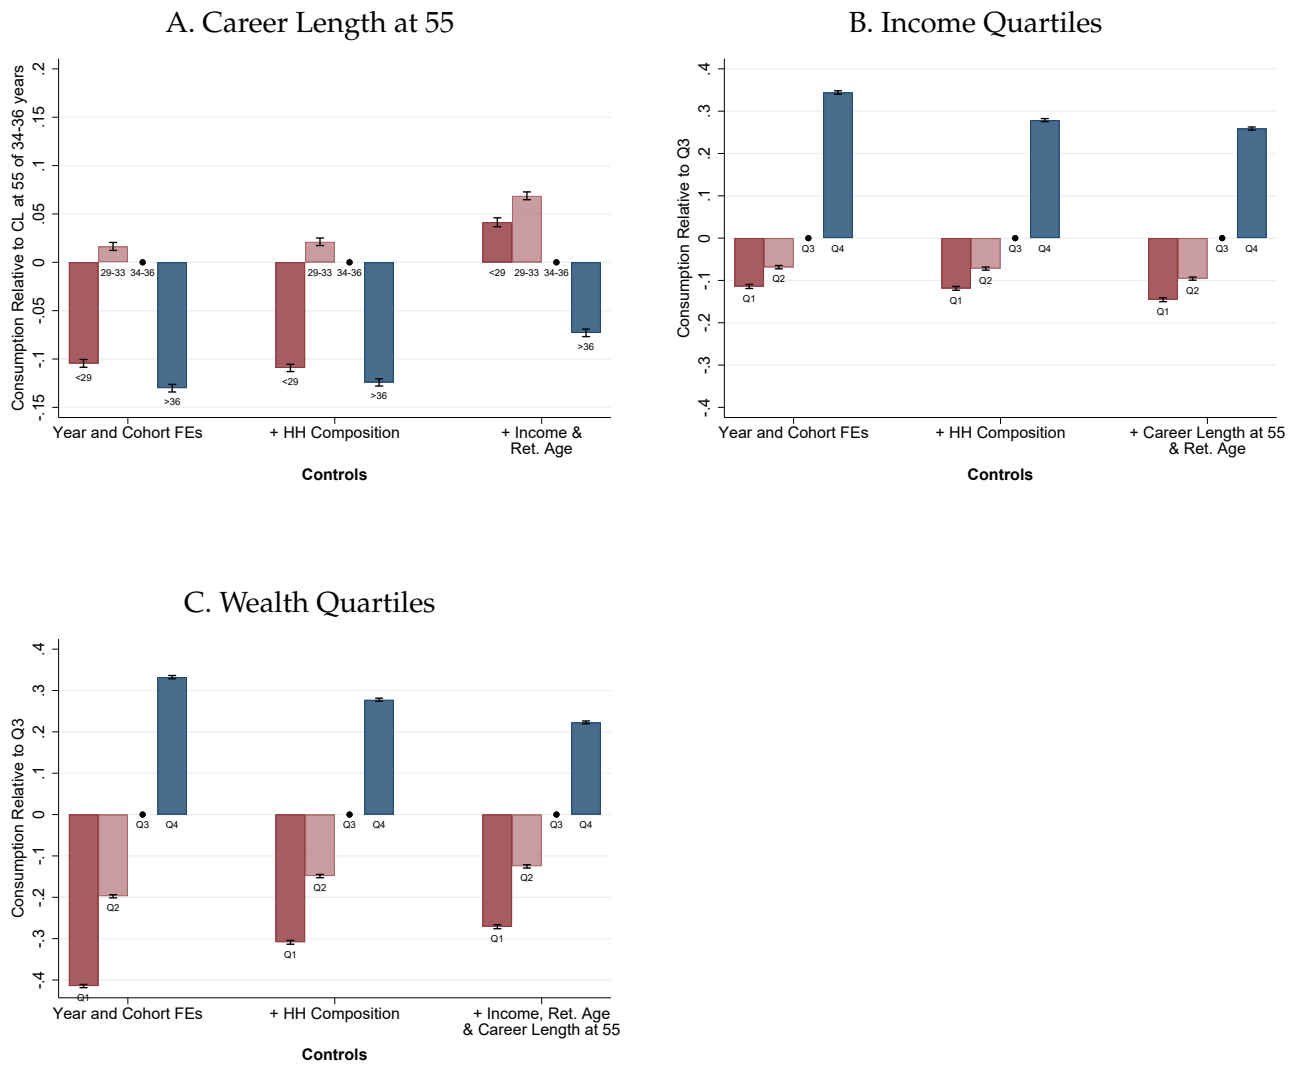 A. Career Length at 55
Consumption Relative to CL at 55 of 34-36 years
.2
.15
.1
.05
0
-.05
-.1
-.15
<29
29-33
34-36
>36
<29
29-33
34-36
>36
<29
29-33
34-36
>36
Year and Cohort FEs
+ HH Composition
+ Income &
Ret. Age
Controls
B. Income Quartiles
Consumption Relative to Q3
.4
.3
.2
.1
0
-.1
-.2
-.3
-.4
Q1
Q2
Q3
Q4
Q1
Q2
Q3
Q4
Q1
Q2
Q3
Q4
Year and Cohort FEs
+ HH Composition
+ Career Length at 55
& Ret. Age
Controls
C. Wealth Quartiles
Consumption Relative to Q3
.4
.3
.2
.1
0
-.1
-.2
-.3
-.4
Q1
Q2
Q3
Q4
Q1
Q2
Q3
Q4
Q1
Q2
Q3
Q4
Year and Cohort FEs
+ HH Composition
+ Income, Ret. Age
& Career Length at 55
Controls